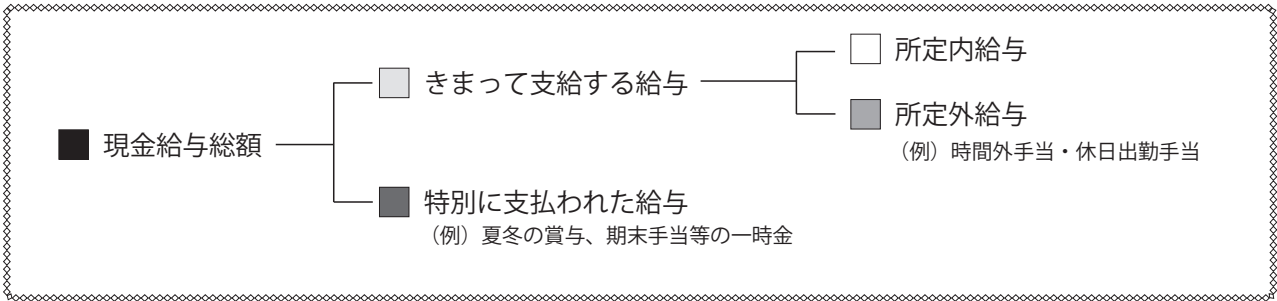 現金給与総額
きまって支給する給与
所定内給与
所定外給与
（例）時間外手当・休日出勤手当
特別に支払われた給与
（例）夏冬の賞与、期末手当等の一時金